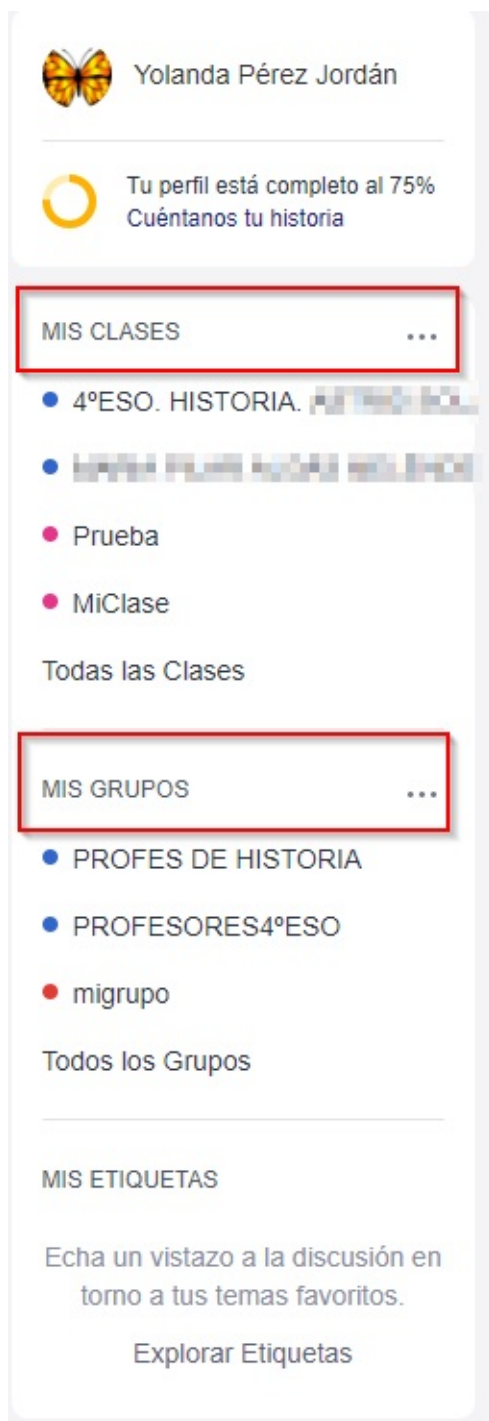 Yolanda Pérez Jordán
Tu perfil está completo al 75%
Cuéntanos tu historia
MIS CLASES ...
4ºESO. HISTORIA.
Prueba
MiClase
Todas las Clases
MIS GRUPOS ...
PROFES DE HISTORIA
PROFESORES4ºESO
migrupo
Todos los Grupos
MIS ETIQUETAS
Echa un vistazo a la discusión en
torno a tus temas favoritos.
Explorar Etiquetas